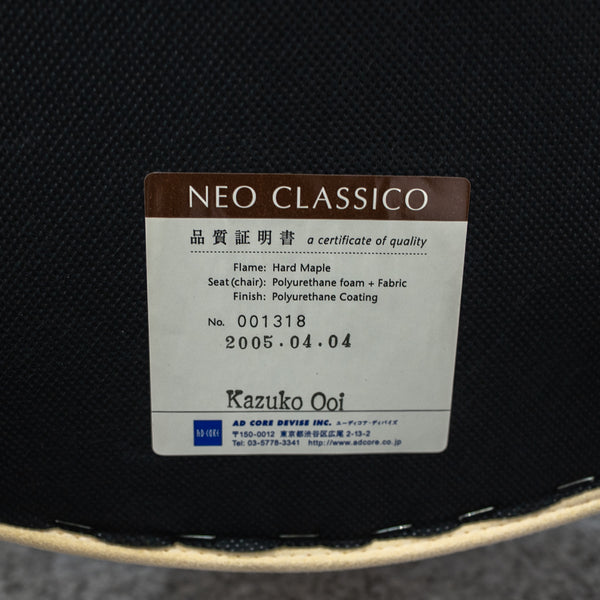 NEO CLASSICO
品質証明書 a certificate of quality
Flame: Hard Maple
Seat (chair): Polyurethane foam + Fabric
Finish: Polyurethane Coating
No. 001318
2005.04.04
Kazuko Ooi
AD CORE DEVISE INC. エーディコア・ディバイズ
AD CORE 〒150-0012 東京都渋谷区広尾 2-13-2
Tel: 03-5778-3341 http://www.adcore.co.jp